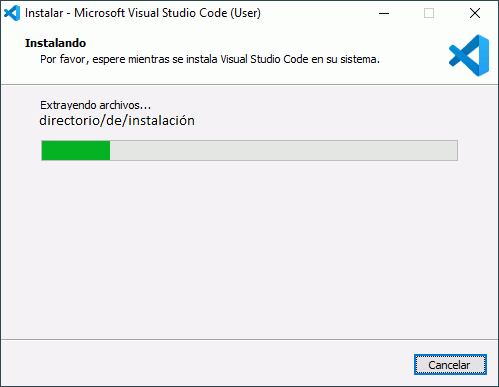 Instalar - Microsoft Visual Studio Code (User)
Instalando
Por favor, espere mientras se instala Visual Studio Code en su sistema.
Extrayendo archivos...
directorio/de/instalación
Cancelar